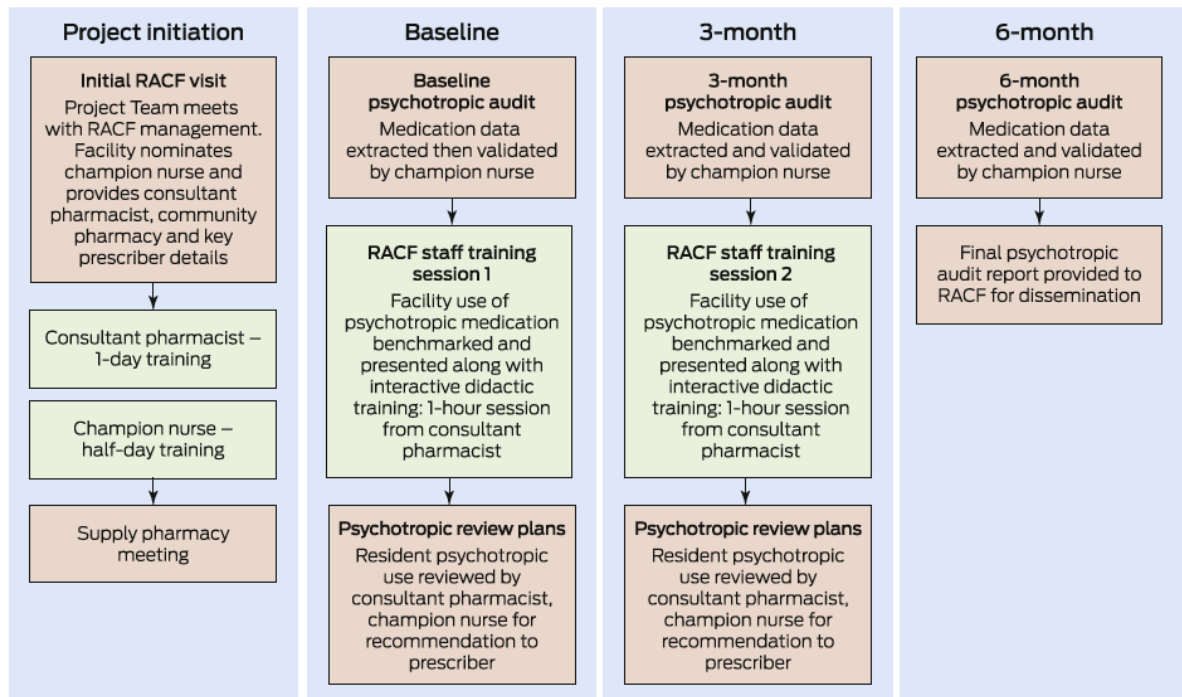 Project initiation
Initial RACF visit
Project Team meets
with RACF management.
Facility nominates
champion nurse and
provides consultant
pharmacist, community
pharmacy and key
prescriber details
Consultant pharmacist –
1-day training
Champion nurse –
half-day training
Supply pharmacy
meeting
Baseline
Baseline
psychotropic audit
Medication data
extracted then validated
by champion nurse
RACF staff training
session 1
Facility use of
psychotropic medication
benchmarked and
presented along with
interactive didactic
training: 1-hour session
from consultant
pharmacist
Psychotropic review plans
Resident psychotropic
use reviewed by
consultant pharmacist,
champion nurse for
recommendation to
prescriber
3-month
3-month
psychotropic audit
Medication data
extracted and validated
by champion nurse
RACF staff training
session 2
Facility use of
psychotropic medication
benchmarked and
presented along with
interactive didactic
training: 1-hour session
from consultant
pharmacist
Psychotropic review plans
Resident psychotropic
use reviewed by
consultant pharmacist,
champion nurse for
recommendation to
prescriber
6-month
6-month
psychotropic audit
Medication data
extracted and validated
by champion nurse
Final psychotropic
audit report provided to
RACF for dissemination